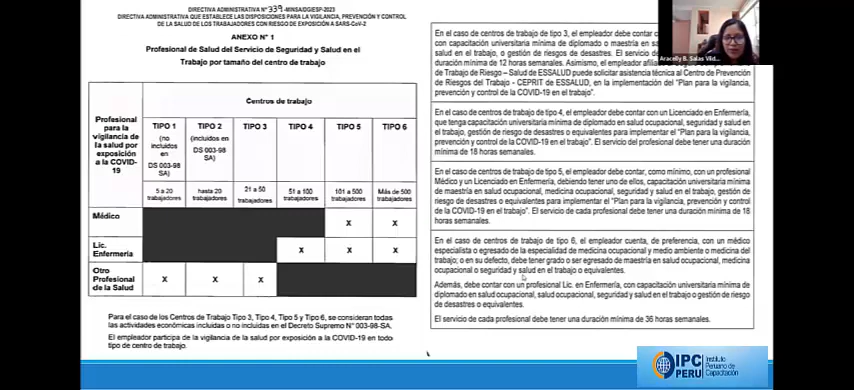 DIRECTIVA ADMINISTRATIVA N° 339 -MINSA/DGIESP-2023
DIRECTIVA ADMINISTRATIVA QUE ESTABLECE LAS DISPOSICIONES PARA LA VIGILANCIA, PREVENCIÓN Y CONTROL
DE LA SALUD DE LOS TRABAJADORES CON RIESGO DE EXPOSICIÓN A SARS-CoV-2
ANEXO N° 1
Profesional de Salud del Servicio de Seguridad y Salud en el
Trabajo por tamaño del centro de trabajo
Profesional
para la
vigilancia de
la salud por
exposición
a la COVID-
19
Centros de trabajo
TIPO 1
(no
incluidos
en
DS 003-98
SA)
TIPO 2
(incluidos en
DS 003-98
SA)
TIPO 3
TIPO 4
TIPO 5
TIPO 6
5 a 20
trabajadores
hasta 20
trabajadores
21 a 50
trabajadores
51 a 100
trabajadores
101 a 500
trabajadores
Más de 500
trabajadores
Médico
X X
Lic.
Enfermería
X X X
Otro
Profesional
de la Salud
X X X
Para el caso de los Centros de Trabajo Tipo 3, Tipo 4, Tipo 5 y Tipo 6, se consideran todas
las actividades económicas incluidas o no incluidas en el Decreto Supremo N° 003-98-SA.
El empleador participa de la vigilancia de la salud por exposición a la COVID-19 en todo
tipo de centro de trabajo.
En el caso de centros de trabajo de tipo 3, el empleador debe contar
con capacitación universitaria mínima de diplomado o maestría en
salud en el trabajo, o gestión de riesgo de desastres. El servicio
duración mínima de 12 horas semanales. Asimismo, el empleador
de Trabajo de Riesgo – Salud de ESSALUD puede solicitar asistencia técnica al Centro de Prevención
de Riesgos del Trabajo - CEPRIT de ESSALUD, en la implementación del "Plan para la vigilancia,
prevención y control de la COVID-19 en el trabajo".
En el caso de centros de trabajo de tipo 4, el empleador debe contar con un Licenciado en Enfermería,
que tenga capacitación universitaria mínima de diplomado en salud ocupacional, seguridad y salud en
el trabajo, gestión de riesgo de desastres o equivalentes para implementar el "Plan para la vigilancia,
prevención y control de la COVID-19 en el trabajo". El servicio del profesional debe tener una duración
mínima de 18 horas semanales.
En el caso de centros de trabajo de tipo 5, el empleador debe contar, como mínimo, con un profesional
Médico y un Licenciado en Enfermería, debiendo tener uno de ellos, capacitación universitaria mínima
de maestría en salud ocupacional, medicina ocupacional, seguridad y salud en el trabajo, gestión de
riesgo de desastres o equivalentes para implementar el "Plan para la vigilancia, prevención y control
de la COVID-19 en el trabajo". El servicio de cada profesional debe tener una duración mínima de 18
horas semanales.
En el caso de centros de trabajo de tipo 6, el empleador cuenta, de preferencia, con un médico
especialista o egresado de la especialidad de medicina ocupacional y medio ambiente o medicina del
trabajo; o en su defecto, debe tener grado o ser egresado de maestría en salud ocupacional, medicina
ocupacional o seguridad y salud en el trabajo o equivalentes.
Además, debe contar con un profesional Lic. en Enfermería, con capacitación universitaria mínima de
diplomado en salud ocupacional, salud ocupacional, seguridad y salud en el trabajo o gestión de riesgo
de desastres o equivalentes.
El servicio de cada profesional debe tener una duración mínima de 36 horas semanales.
Aracelly B. Salas
IPC
PERU
Instituto
Peruano de
Capacitación